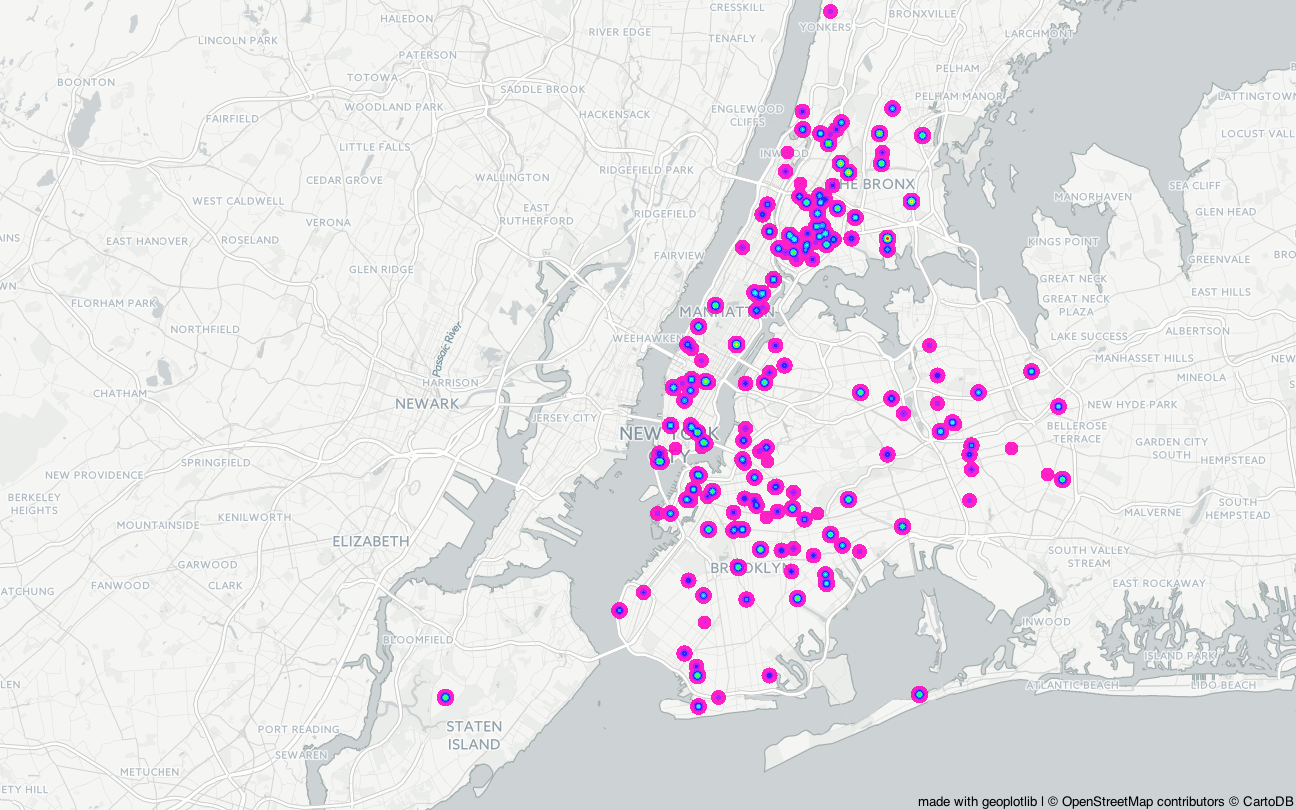 CRESSKILL
BRONXVILLE
HALEDON
YONKERS
RIVER EDGE
LARCHMONT
LINCOLN PARK
TENAFLY
PATERSON
PELHAM
TOTOWA
BOONTON
SADDLE BROOK
PELHAM MANOR
LATTINGTOWN
WOODLAND PARK
ENGLEWOOD
CLIFFS
HACKENSACK
FAIRFIELD
LOCUST VALL
LITTLE FALLS
INWOOD
RIDGEFIELD PARK
WALLINGTON
CEDAR GROVE
HE BRONX
SEA CLIFF
MANORHAVEN
WEST CALDWELL
EAST
RUTHERFORD
RIDGEFIELD
GLEN HEAD
VERONA
AINS
EAST HANOVER
ROSELAND
KINGS POINT
FAIRVIEW
GREENVALE
BRO
GLEN RIDGE
GREAT NECK
WN
EAST HILLS
FLORHAM PARK
GREAT NECK
PLAZA
MANHATTAN
NORTHFIELD
ALBERTON
LAKE SUCCESS
WEEHAWKEN
Passaic River
MANHASSET HILLS
NEW
HARRISON
MINEOLA
CHATHAM
NEWARK
NEW HYDE PARK
JERSEY CITY
BELLEROSE
TERRACE
NEW YORK
CITY
GARDEN CITY
SOUTH
SPRINGFIELD
HEMPSTEAD
NEW PROVIDENCE
BERKELEY
HEIGHTS
SOUTH
HEMPSTEAD
MALVERNE
KENILWORTH
MOUNTAINSIDE
ELIZABETH
SOUTH VALLEY
STREAM
GARWOOD
BROOKLYN
FANWOOD
CLARK
EAST ROCKAWAY
ATCHUNG
INWOOD
BLOOMFIELD
ISLAND PARK
LEN
ATLANTIC BEACH
LIDO BEACH
PORT READING
STATEN
ISLAND
SEWAREN
METUCHEN
ETY HILL
made with geoplotlib | © OpenStreetMap contributors © CartoDB